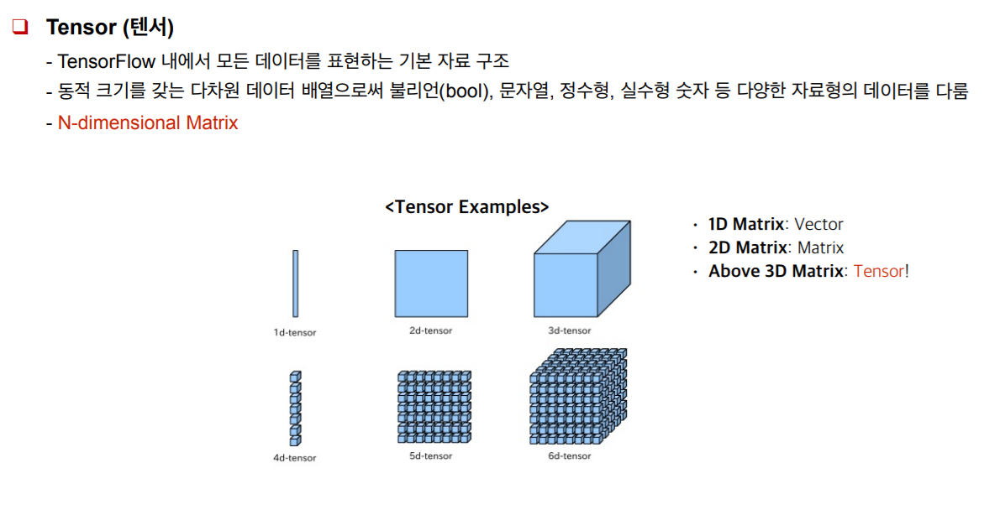 Tensor (텐서)
- TensorFlow 내에서 모든 데이터를 표현하는 기본 자료 구조
- 동적 크기를 갖는 다차원 데이터 배열으로써 불리언(bool), 문자열, 정수형, 실수형 숫자 등 다양한 자료형의 데이터를 다룸
- N-dimensional Matrix
<Tensor Examples>
• 1D Matrix: Vector
• 2D Matrix: Matrix
• Above 3D Matrix: Tensor!
1d-tensor
2d-tensor
3d-tensor
4d-tensor
5d-tensor
6d-tensor